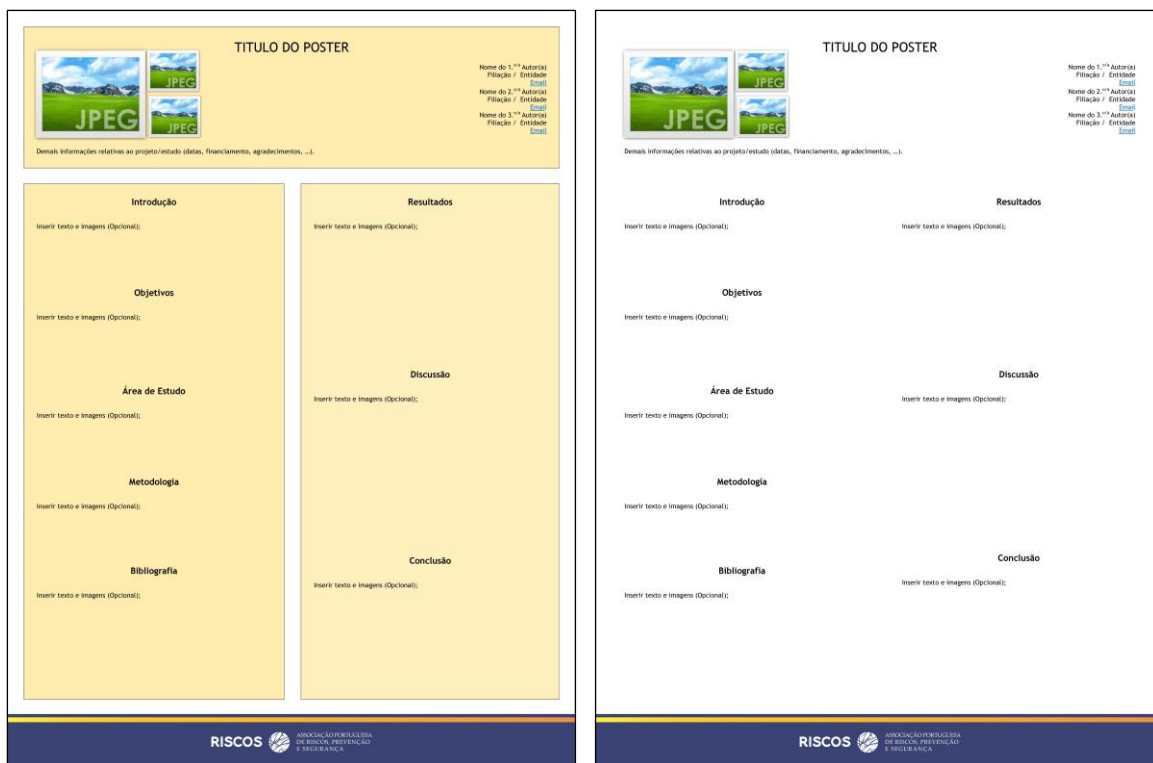 TITULO DO POSTER
JPEG
JPEG
JPEG
Nome do 1.º/ª Autor(a)
Filiação / Entidade
Email
Nome do 2.º/ª Autor(a)
Filiação / Entidade
Email
Nome do 3.º/ª Autor(a)
Filiação / Entidade
Email
Demais informações relativas ao projeto/estudo (datas, financiamento, agradecimentos, …).
Introdução
Inserir texto e imagens (Opcional);
Objetivos
Inserir texto e imagens (Opcional);
Área de Estudo
Inserir texto e imagens (Opcional);
Metodologia
Inserir texto e imagens (Opcional);
Bibliografia
Inserir texto e imagens (Opcional);
Resultados
Inserir texto e imagens (Opcional);
Discussão
Inserir texto e imagens (Opcional);
Conclusão
Inserir texto e imagens (Opcional);
RISCOS
ASSOCIAÇÃO PORTUGUESA
DE RISCOS, PREVENÇÃO
E SEGURANÇA
TITULO DO POSTER
JPEG
JPEG
JPEG
Nome do 1.º/ª Autor(a)
Filiação / Entidade
Email
Nome do 2.º/ª Autor(a)
Filiação / Entidade
Email
Nome do 3.º/ª Autor(a)
Filiação / Entidade
Email
Demais informações relativas ao projeto/estudo (datas, financiamento, agradecimentos, …).
Introdução
Inserir texto e imagens (Opcional);
Objetivos
Inserir texto e imagens (Opcional);
Área de Estudo
Inserir texto e imagens (Opcional);
Metodologia
Inserir texto e imagens (Opcional);
Bibliografia
Inserir texto e imagens (Opcional);
Resultados
Inserir texto e imagens (Opcional);
Discussão
Inserir texto e imagens (Opcional);
Conclusão
Inserir texto e imagens (Opcional);
RISCOS
ASSOCIAÇÃO PORTUGUESA
DE RISCOS, PREVENÇÃO
E SEGURANÇA